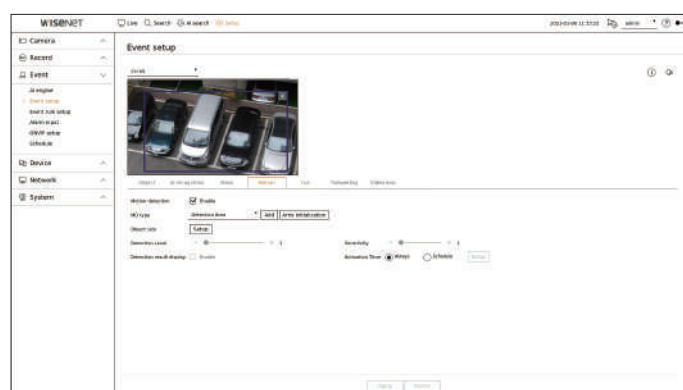 WISENET
Live Search AI search Setup
admin
Camera
Record
Event
AI engine
Event setup
Event rule setup
Alarm input
ONVIF setup
Schedule
Device
Network
System
Event setup
Object Noise Motion Tampering Video loss
Motion detection Enable
MD type Detection Area Add Area initialization
Object size Setup
Detection Level 1 Sensitivity 1
Detection result display Enable Activation Time Always Schedule Setup